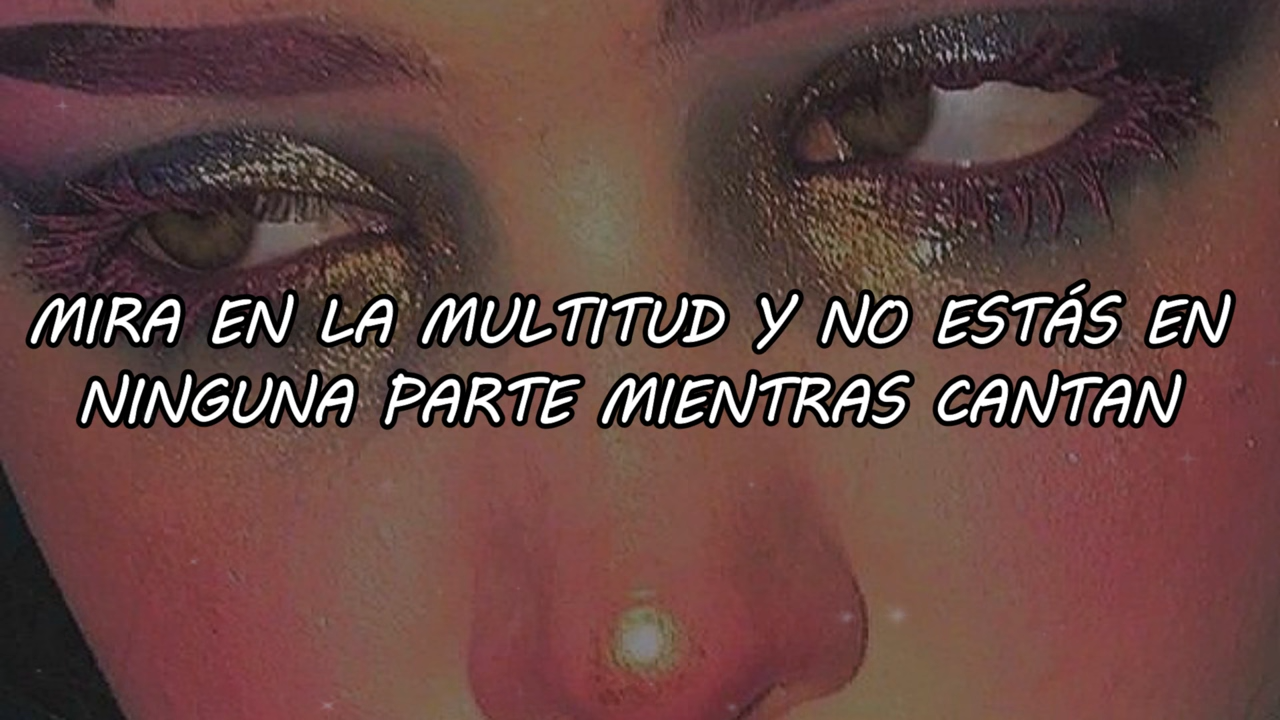 MIRA EN LA MULTITUD Y NO ESTÁS EN
NINGUNA PARTE MIENTRAS CANTAN